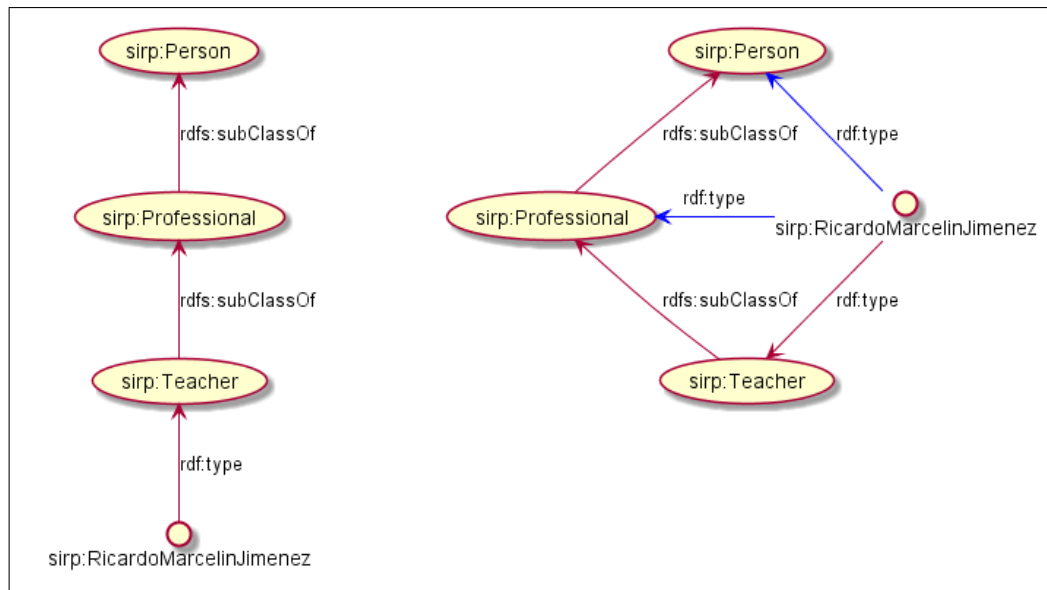 sirp:Person
rdfs:subClassOf
sirp:Professional
rdfs:subClassOf
sirp:Teacher
rdf:type
sirp:RicardoMarcelinJimenez
sirp:Person
rdfs:subClassOf
rdf:type
rdf:type
sirp:Professional
sirp:RicardoMarcelinJimenez
rdfs:subClassOf
rdf:type
sirp:Teacher